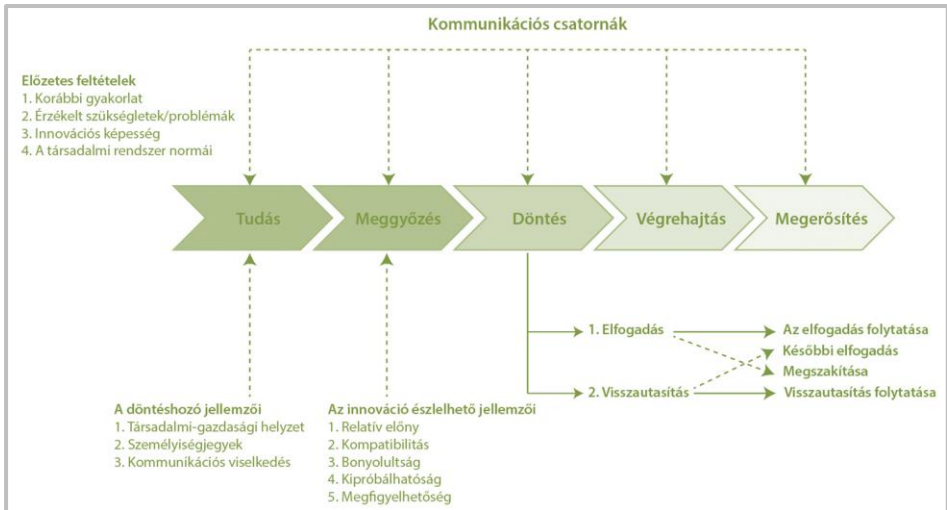 Kommunikációs csatornák
Előzetes feltételek
1. Korábbi gyakorlat
2. Érzékelt szükségletek/problémák
3. Innovációs képesség
4. A társadalmi rendszer normái
Tudás
Meggyőzés
Döntés
Végrehajtás
Megerősítés
1. Elfogadás
Az elfogadás folytatása
Későbbi elfogadás
Megszakítása
2. Visszautasítás
Visszautasítás folytatása
A döntéshozó jellemzői
1. Társadalmi-gazdasági helyzet
2. Személyiségjegyek
3. Kommunikációs viselkedés
Az innováció észlelhető jellemzői
1. Relatív előny
2. Kompatibilitás
3. Bonyolultság
4. Kipróbálhatóság
5. Megfigyelhetőség